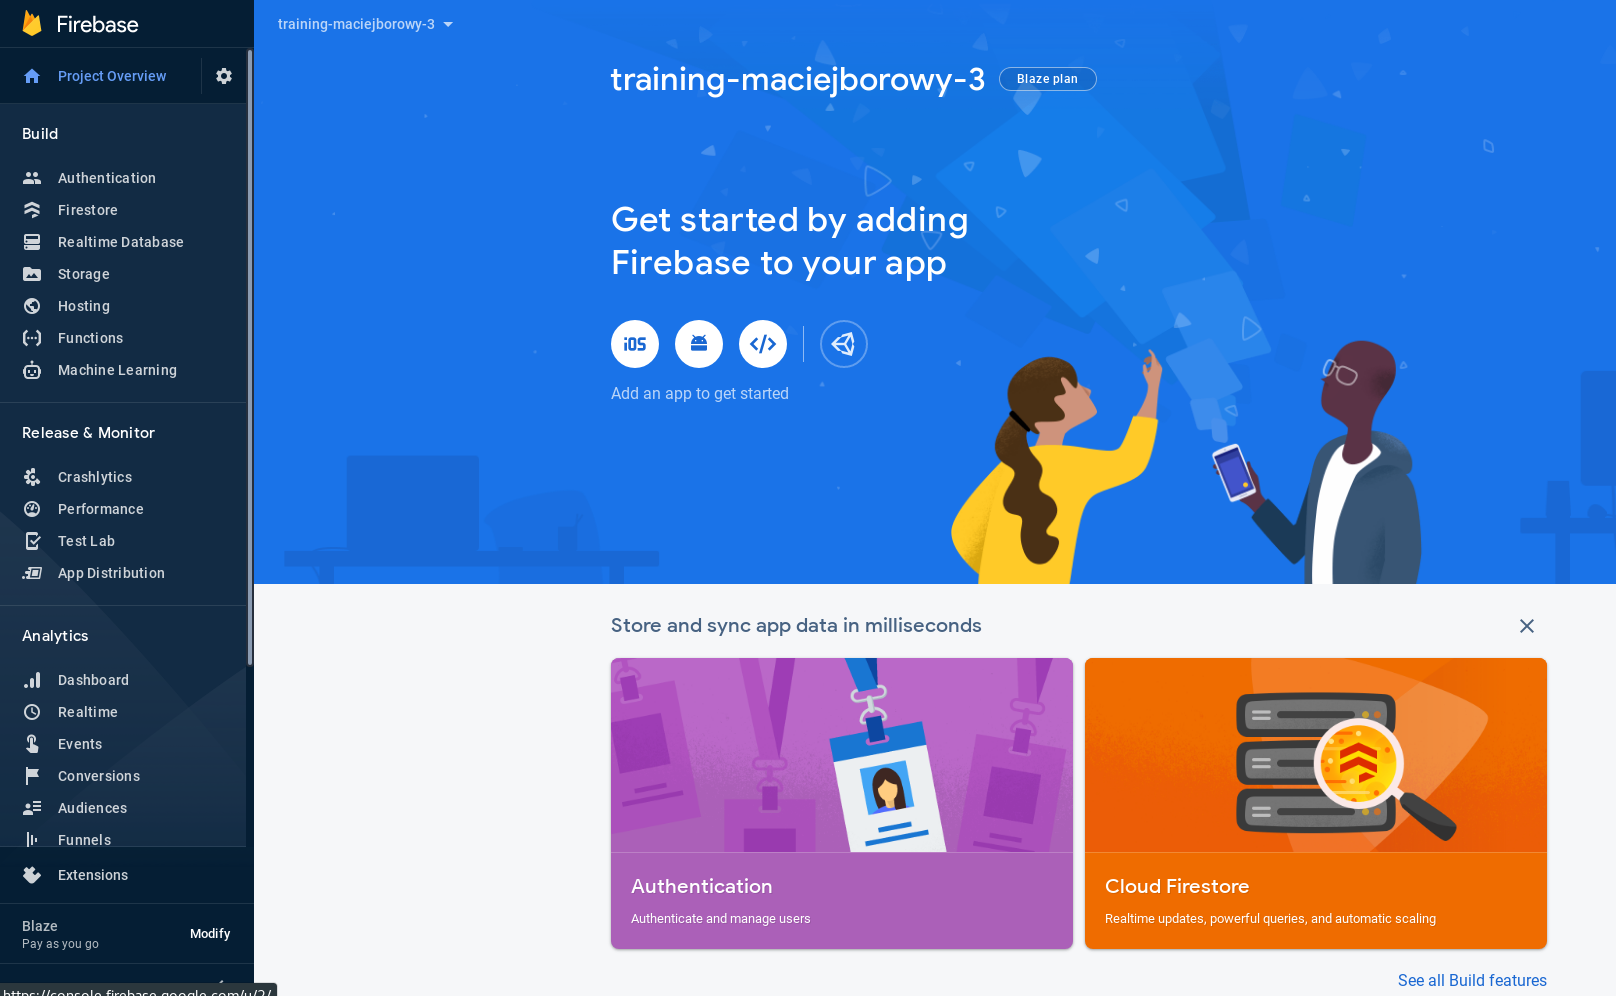 Firebase
training-maciejborowy-3
Project Overview
training-maciejborowy-3
Blaze plan
Build
Authentication
Firestore
Realtime Database
Storage
Hosting
Functions
Machine Learning
Get started by adding
Firebase to your app
iOS
Add an app to get started
Release & Monitor
Crashlytics
Performance
Test Lab
App Distribution
Analytics
Dashboard
Realtime
Events
Conversions
Audiences
Funnels
Extensions
Blaze
Pay as you go
Modify
https://console.firebase.google.com/u/2/
Store and sync app data in milliseconds
Authentication
Authenticate and manage users
Cloud Firestore
Realtime updates, powerful queries, and automatic scaling
See all Build features